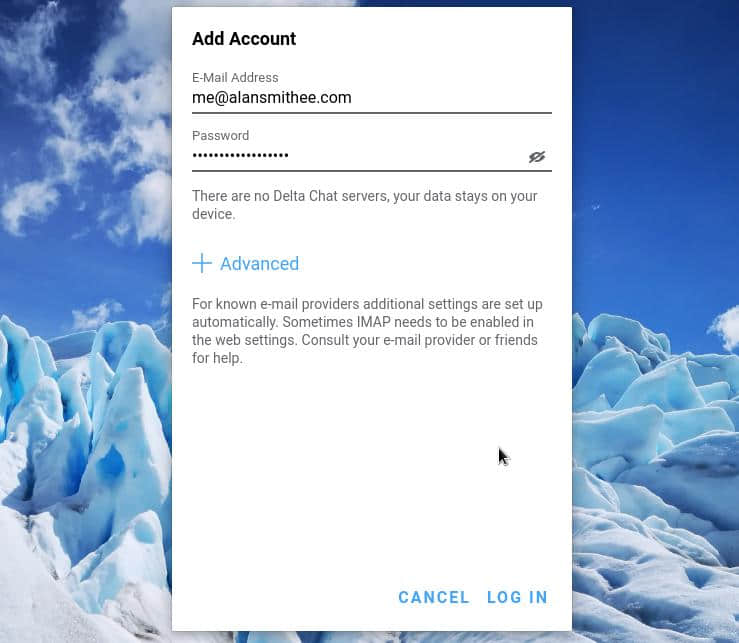 Add Account
E-Mail Address
me@alansmithee.com
Password
••••••••••••••••••
There are no Delta Chat servers, your data stays on your
device.
Advanced
For known e-mail providers additional settings are set up
automatically. Sometimes IMAP needs to be enabled in
the web settings. Consult your e-mail provider or friends
for help.
CANCEL LOG IN